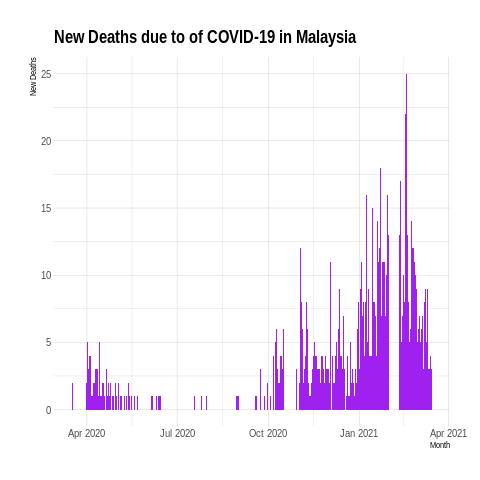 New Deaths due to of COVID-19 in Malaysia
New Deaths
25
20
15
10
5
0
Apr 2020 Jul 2020 Oct 2020 Jan 2021 Apr 2021
Month